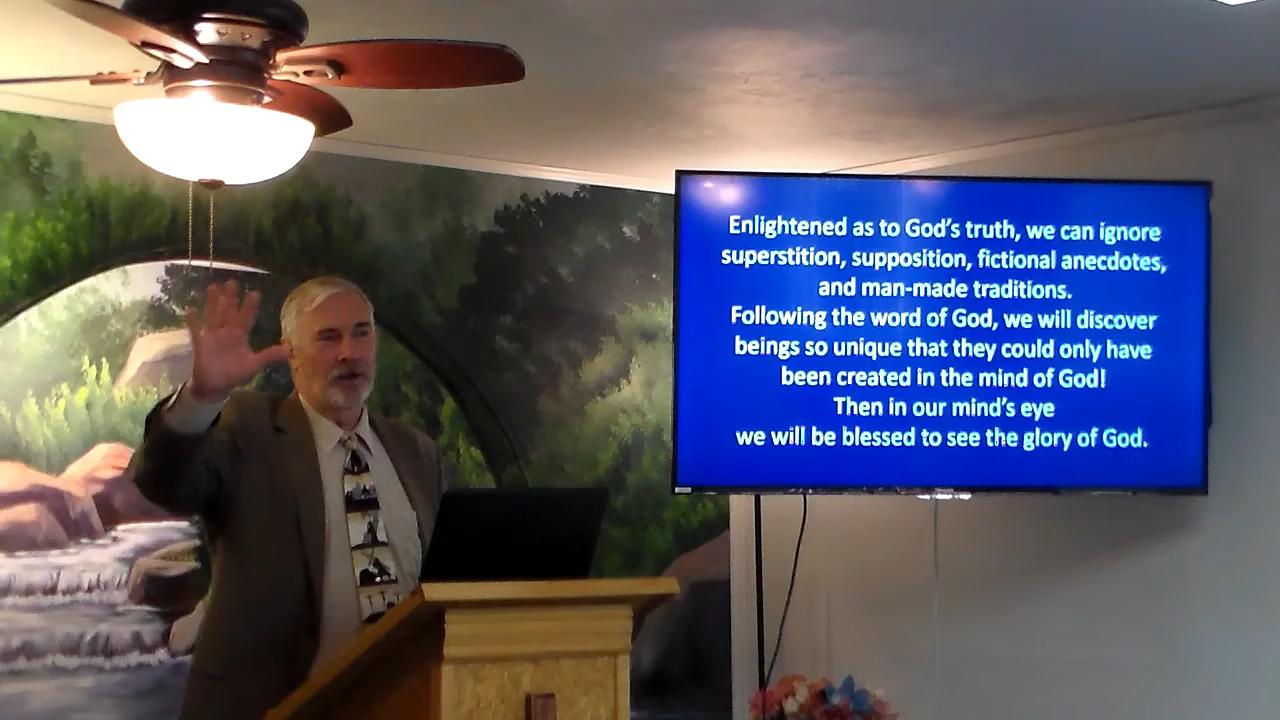 Enlightened as to God's truth, we can ignore
superstition, supposition, fictional anecdotes,
and man-made traditions.
Following the word of God, we will discover
beings so unique that they could only have
been created in the mind of God!
Then in our mind's eye
we will be blessed to see the glory of God.